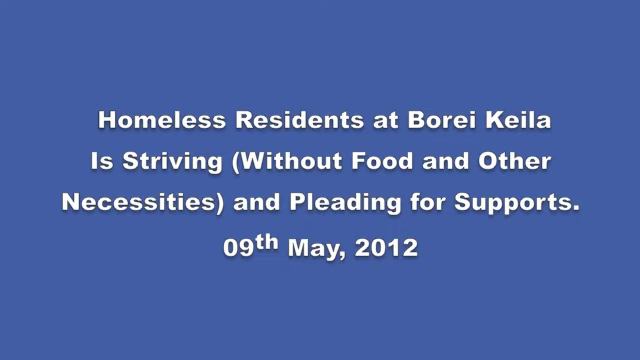 Homeless Residents at Borei Keila
Is Striving (Without Food and Other
Necessities) and Pleading for Supports.
09th May, 2012